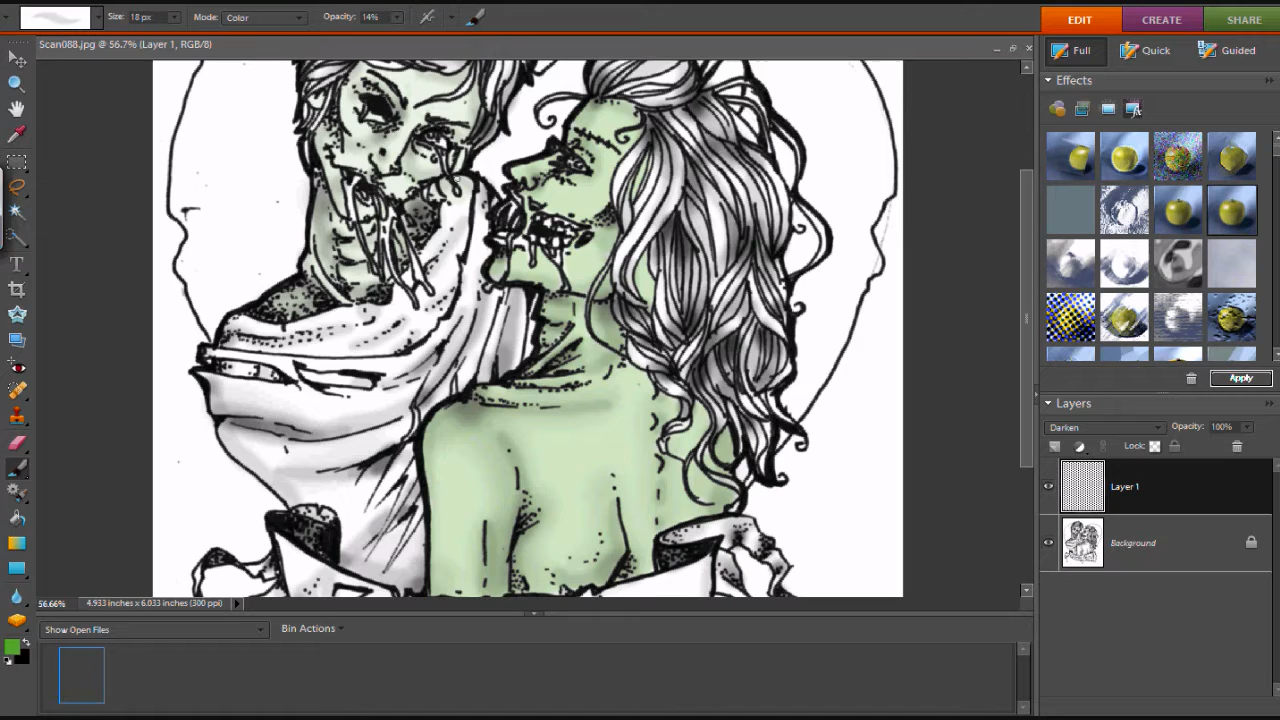 Size: 18 px Mode: Color Opacity: 14% EDIT CREATE SHARE
Scan088.jpg @ 56.7% (Layer 1, RGB/8)
Full Quick Guided
Effects
Apply
Layers
Darken Opacity: 100%
Lock:
Layer 1
Background
56.66% 4.933 inches x 6.033 inches (300 ppi)
Show Open Files Bin Actions